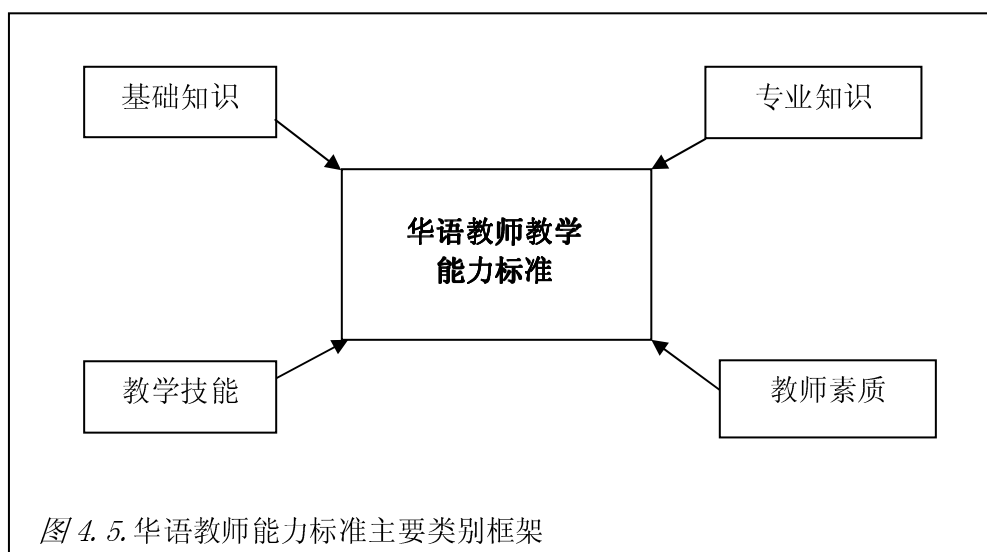 基础知识
专业知识
华语教师教学
能力标准
教学技能
教师素质
图 4.5.华语教师能力标准主要类别框架